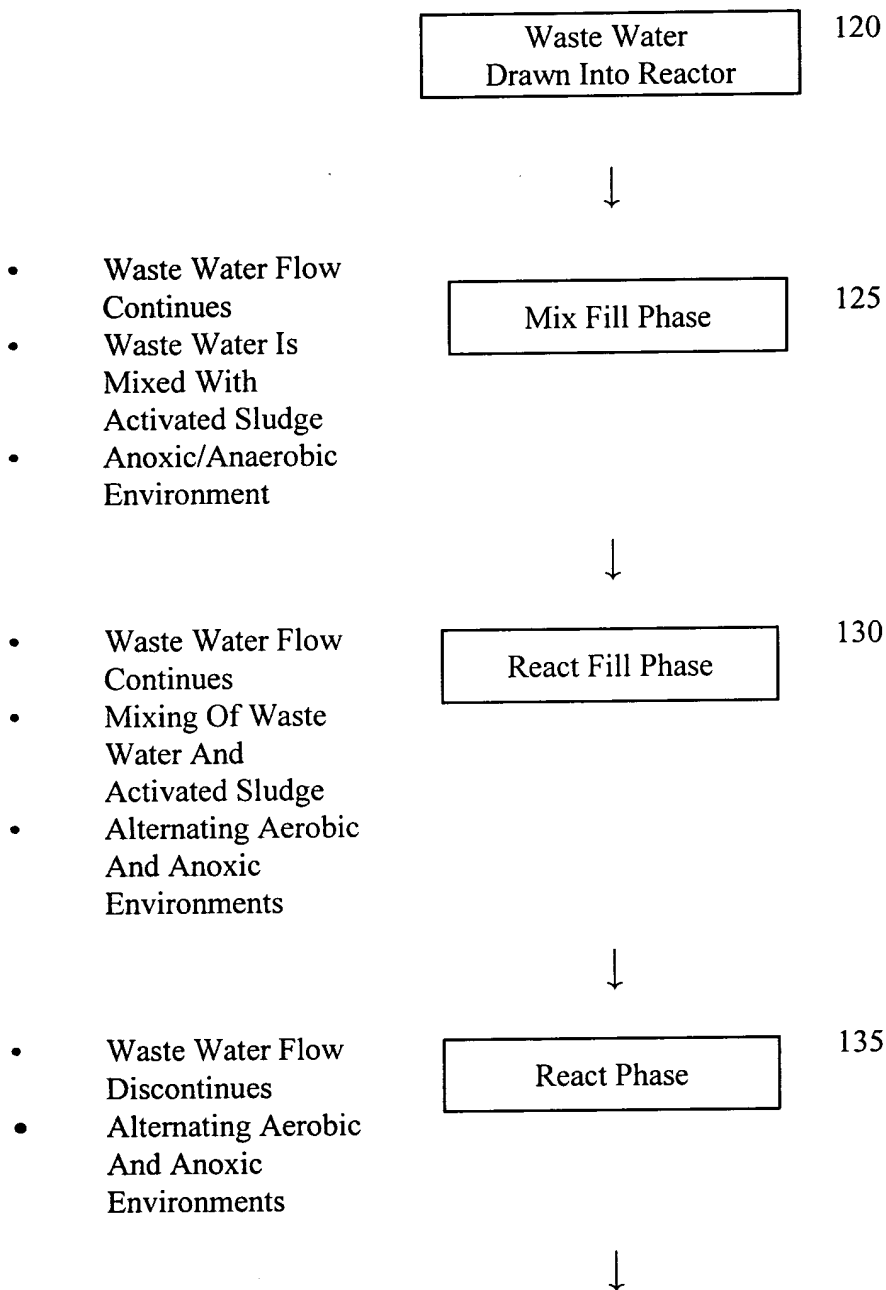 Waste Water
Drawn Into Reactor
120
• Waste Water Flow
Continues
• Waste Water Is
Mixed With
Activated Sludge
• Anoxic/Anaerobic
Environment
Mix Fill Phase
125
• Waste Water Flow
Continues
• Mixing Of Waste
Water And
Activated Sludge
• Alternating Aerobic
And Anoxic
Environments
React Fill Phase
130
• Waste Water Flow
Discontinues
• Alternating Aerobic
And Anoxic
Environments
React Phase
135